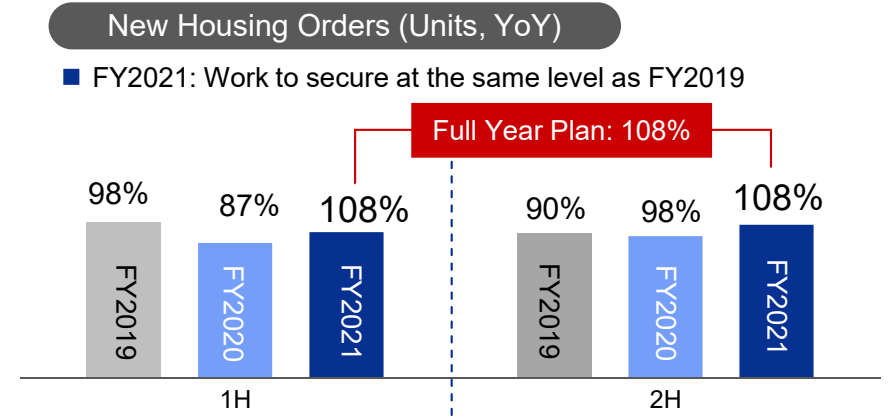 New Housing Orders (Units, YoY)
FY2021: Work to secure at the same level as FY2019
Full Year Plan: 108%
98%
87%
108%
90%
98%
108%
FY2019
FY2020
FY2021
FY2019
FY2020
FY2021
1H
2H